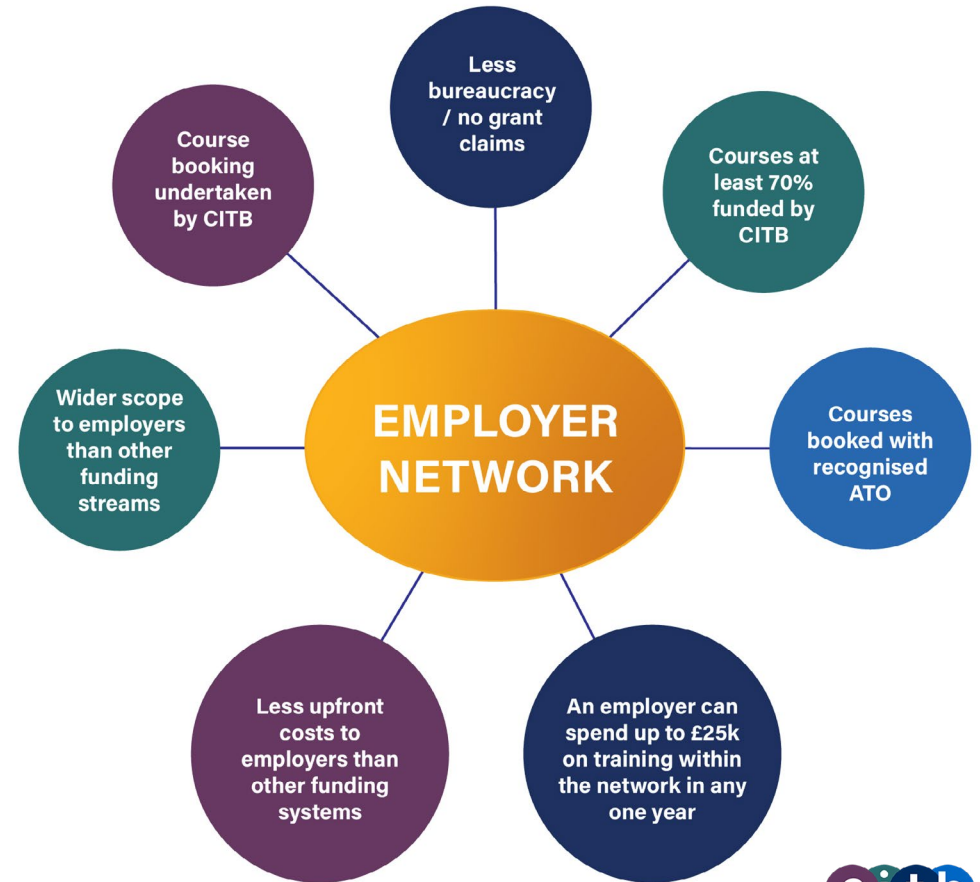 Less
bureaucracy
/ no grant
claims
Course
booking
undertaken
by CITB
Courses at
least 70%
funded by
CITB
Wider scope
to employers
than other
funding
streams
EMPLOYER
NETWORK
Courses
booked with
recognised
ATO
Less upfront
costs to
employers than
other funding
systems
An employer can
spend up to £25k
on training within
the network in any
one year